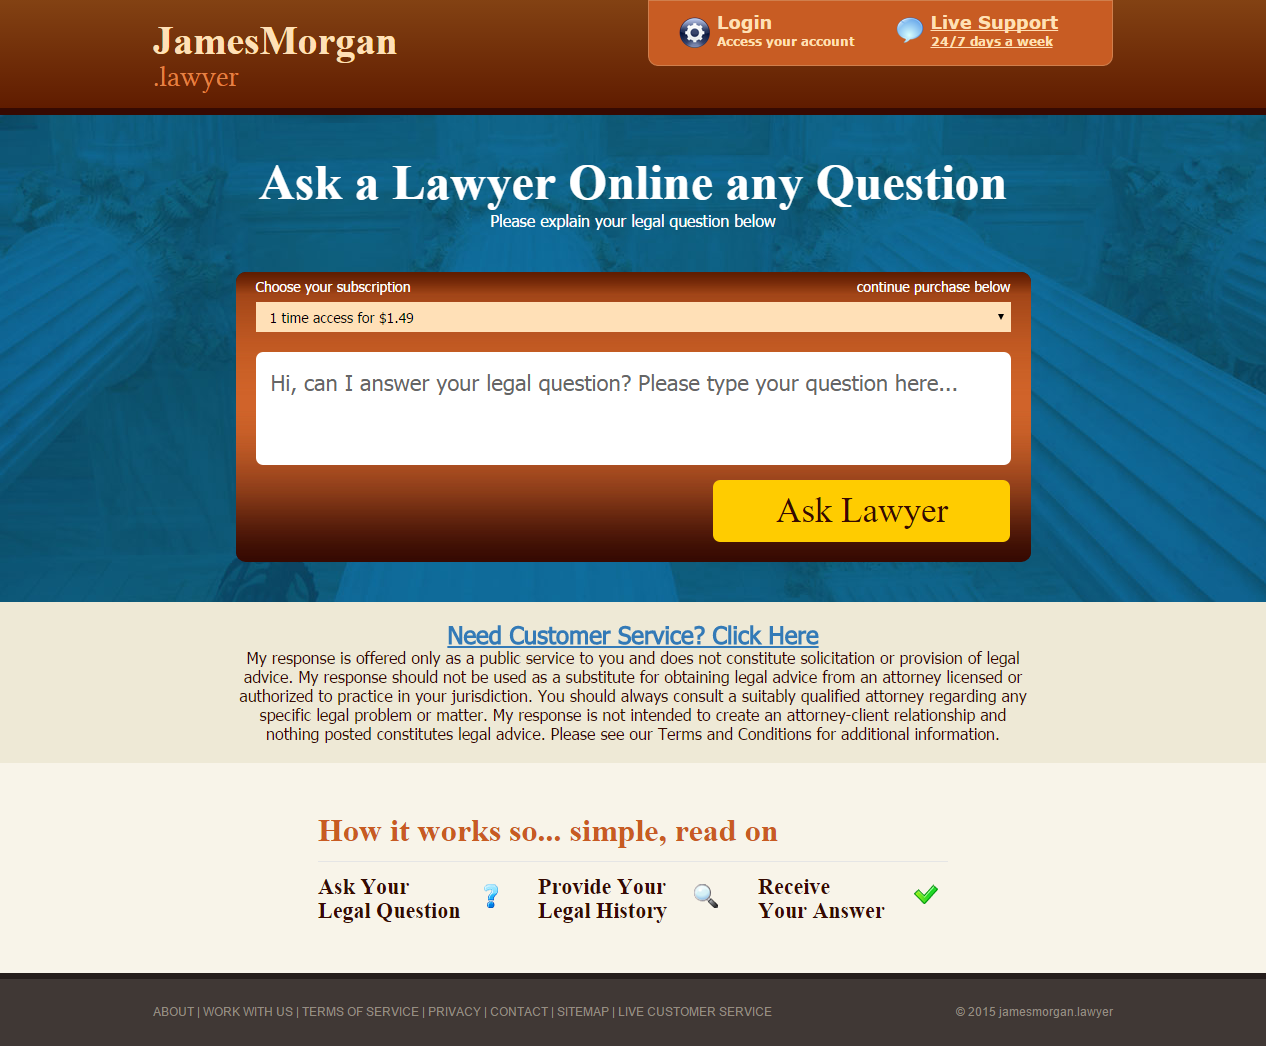 JamesMorgan
.lawyer
Login
Access your account
Live Support
24/7 days a week
Ask a Lawyer Online any Question
Please explain your legal question below
Choose your subscription
continue purchase below
1 time access for $1.49
Hi, can I answer your legal question? Please type your question here...
Ask Lawyer
Need Customer Service? Click Here
My response is offered only as a public service to you and does not constitute solicitation or provision of legal
advice. My response should not be used as a substitute for obtaining legal advice from an attorney licensed or
authorized to practice in your jurisdiction. You should always consult a suitably qualified attorney regarding any
specific legal problem or matter. My response is not intended to create an attorney-client relationship and
nothing posted constitutes legal advice. Please see our Terms and Conditions for additional information.
How it works so... simple, read on
Ask Your
Legal Question
Provide Your
Legal History
Receive
Your Answer
ABOUT | WORK WITH US | TERMS OF SERVICE | PRIVACY | CONTACT | SITEMAP | LIVE CUSTOMER SERVICE
© 2015 jamesmorgan.lawyer